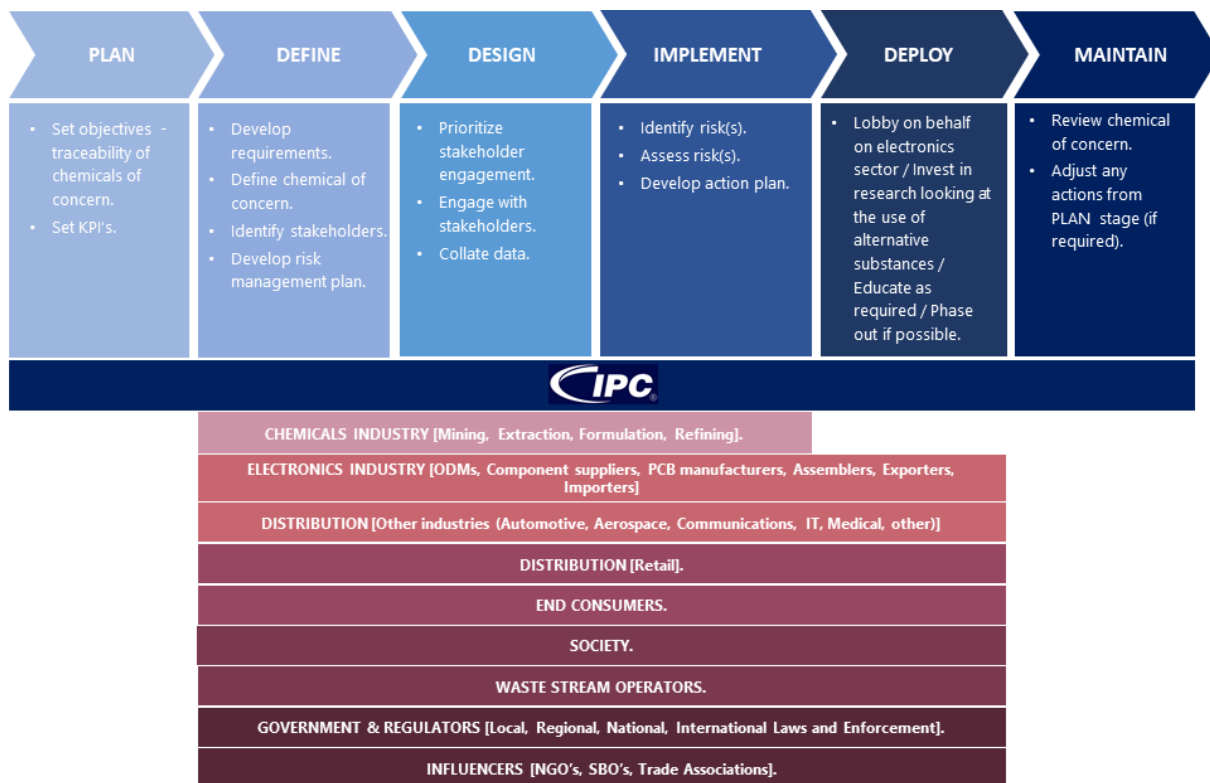 PLAN
DEFINE
DESIGN
IMPLEMENT
DEPLOY
MAINTAIN
• Set objectives -
traceability of
chemicals of
concern.
• Set KPI's.
• Develop
requirements.
• Define chemical of
concern.
• Identify stakeholders.
• Develop risk
management plan.
• Prioritize
stakeholder
engagement.
• Engage with
stakeholders.
• Collate data.
• Identify risk(s).
• Assess risk(s).
• Develop action plan.
• Lobby on behalf
on electronics
sector / Invest in
research looking at
the use of
alternative
substances /
Educate as
required / Phase
out if possible.
• Review chemical
of concern.
• Adjust any
actions from
PLAN stage (if
required).
IPC®
CHEMICALS INDUSTRY [Mining, Extraction, Formulation, Refining].
ELECTRONICS INDUSTRY [ODMs, Component suppliers, PCB manufacturers, Assemblers, Exporters,
Importers]
DISTRIBUTION [Other industries (Automotive, Aerospace, Communications, IT, Medical, other)]
DISTRIBUTION [Retail].
END CONSUMERS.
SOCIETY.
WASTE STREAM OPERATORS.
GOVERNMENT & REGULATORS [Local, Regional, National, International Laws and Enforcement].
INFLUENCERS [NGO's, SBO's, Trade Associations].